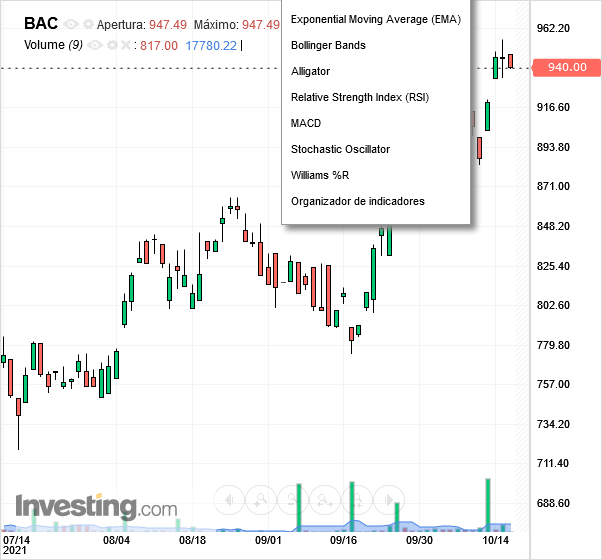 BAC Apertura: 947.49 Máximo: 947.49
Volume (9) : 817.00 17780.22
Exponential Moving Average (EMA)
Bollinger Bands
Alligator
Relative Strength Index (RSI)
MACD
Stochastic Oscillator
Williams %R
Organizador de indicadores
962.20
940.00
916.60
893.80
871.00
848.20
825.40
802.60
779.80
757.00
734.20
711.40
688.60
Investing.com
07/14 08/04 08/18 09/01 09/16 09/30 10/14
2021